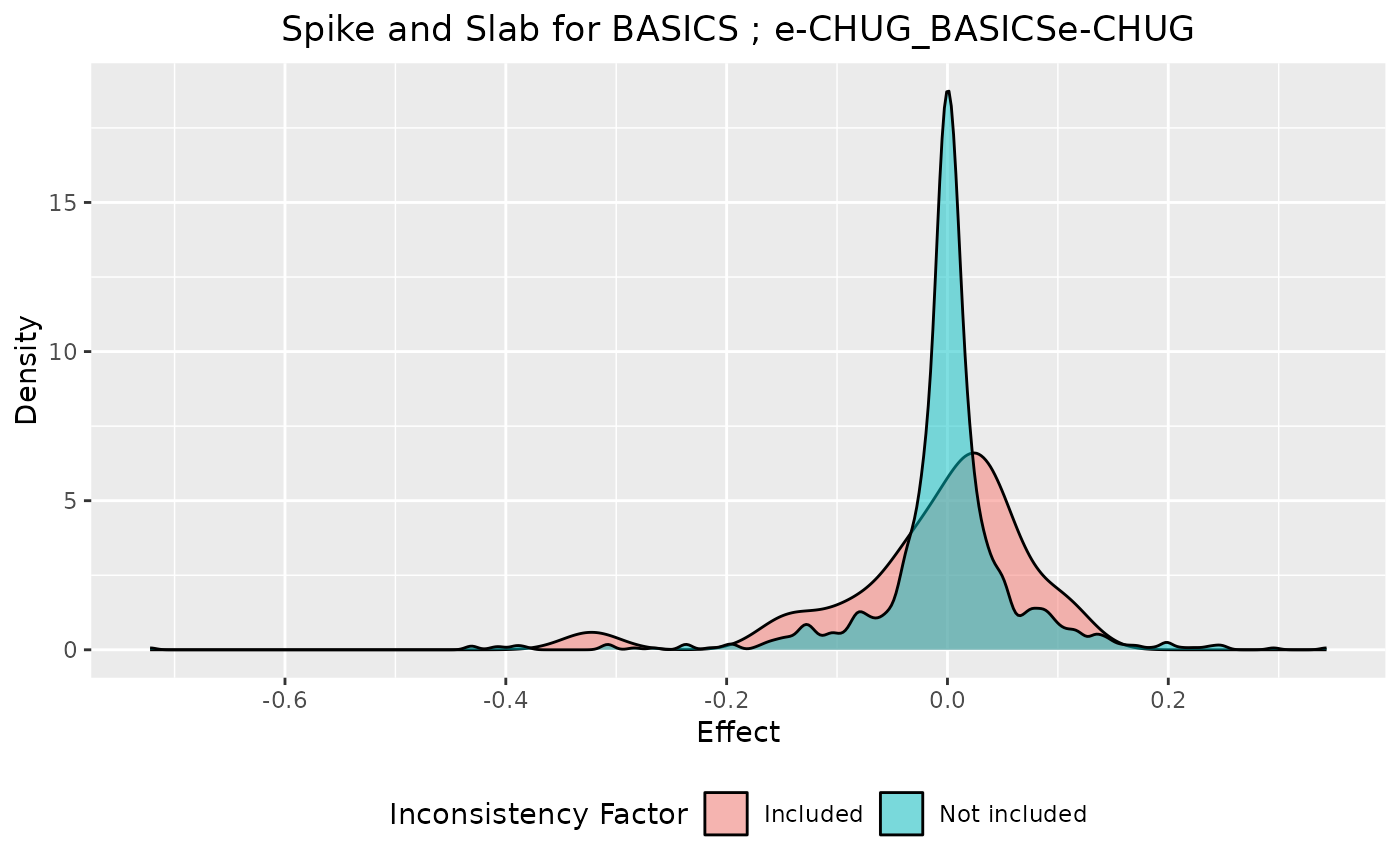 Spike and Slab for BASICS ; e-CHUG_BASICSe-CHUG
Density
15
10
5
0
-0.6 -0.4 -0.2 0.0 0.2
Effect
Inconsistency Factor Included Not included